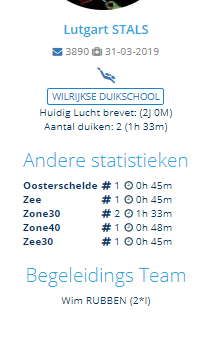 Lutgart STALS
3890 31-03-2019
WILRIJKSE DUIKSCHOOL
Huidig Lucht brevet: (2J 0M)
Aantal duiken: 2 (1h 33m)
Andere statistieken
Oosterschelde # 1 0h 45m
Zee # 1 0h 45m
Zone30 # 2 1h 33m
Zone40 # 1 0h 48m
Zee30 # 1 0h 45m
Begeleidings Team
Wim RUBBEN (2*I)